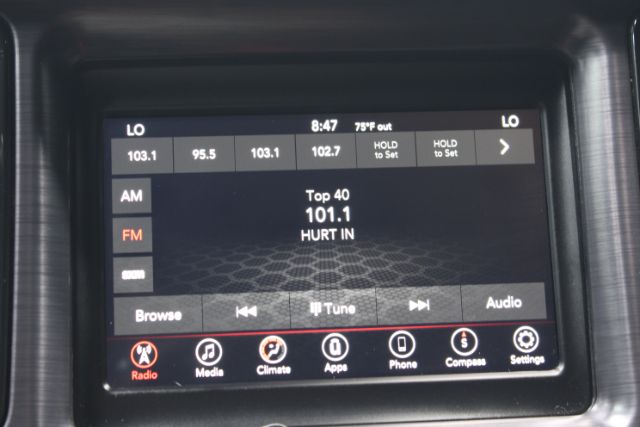 LO 8:47 75°F out LO
103.1 95.5 103.1 102.7 HOLD to Set HOLD to Set
AM
Top 40
101.1
FM
HURT IN
Browse Tune Audio
Radio Media Climate Apps Phone S Compass Settings